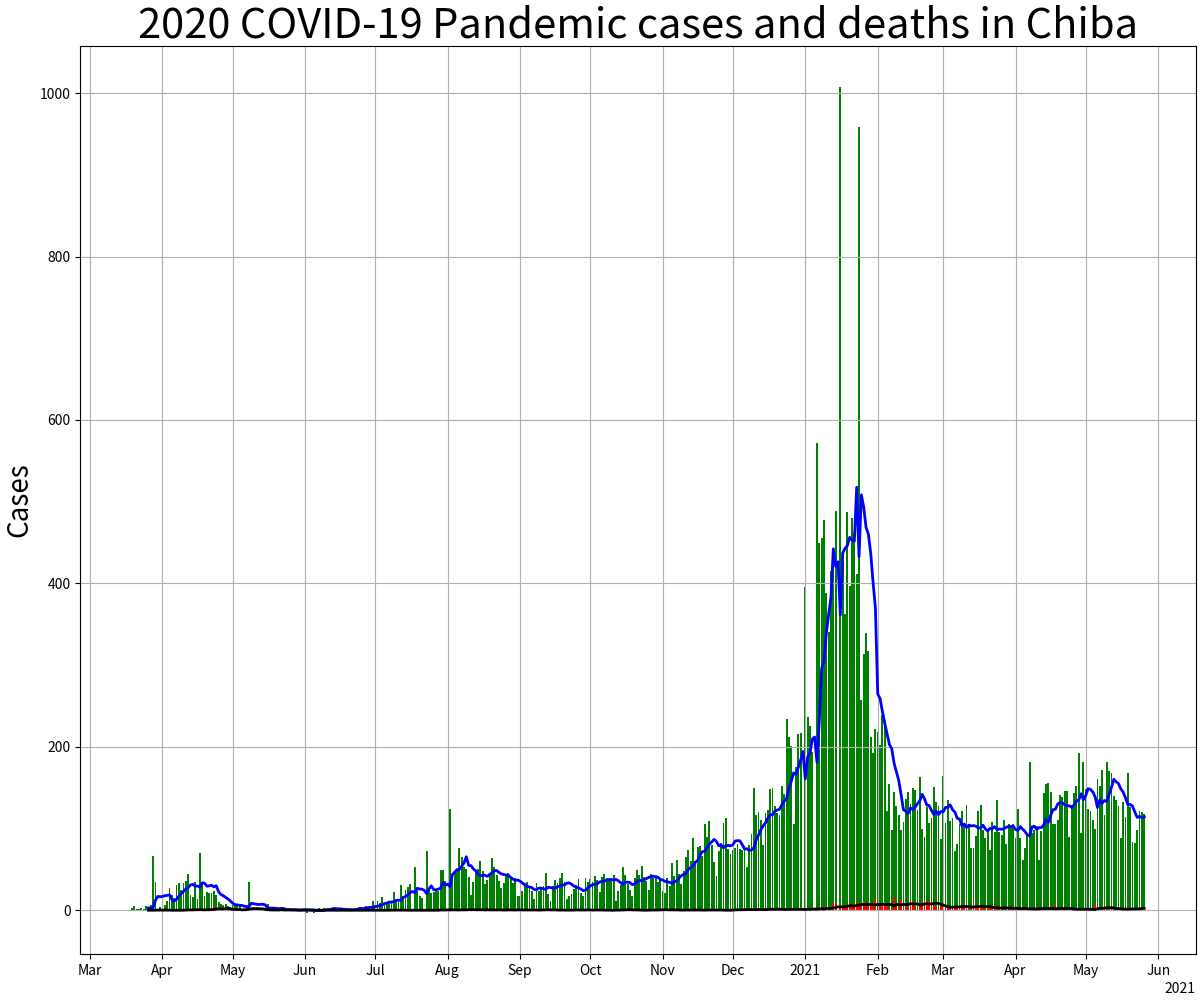 2020 COVID-19 Pandemic cases and deaths in Chiba
Cases
1000
800
600
400
200
0
Mar Apr May Jun Jul Aug Sep Oct Nov Dec 2021 Feb Mar Apr May Jun
2021